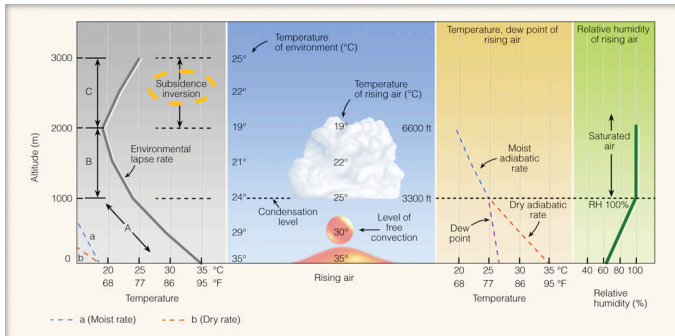 Temperature
of environment (°C)
Temperature, dew point of
rising air
Relative humidity
of rising air
3000
2000
1000
0
Altitude (m)
C
B
A
a
b
Subsidence
inversion
Environmental
lapse rate
20 25 30 35 °C
68 77 86 95 °F
Temperature
a (Moist rate) b (Dry rate)
25°
22°
19°
21°
24°
29°
35°
Temperature
of rising air (°C)
19°
22°
25°
30°
35°
Condensation
level
Level of
free
convection
Rising air
6600 ft
3300 ft
Moist
adiabatic
rate
Dry adiabatic
rate
Dew
point
20 25 30 35 °C
68 77 86 95 °F
Temperature
Saturated
air
RH 100%
40 60 80 100
Relative
humidity (%)